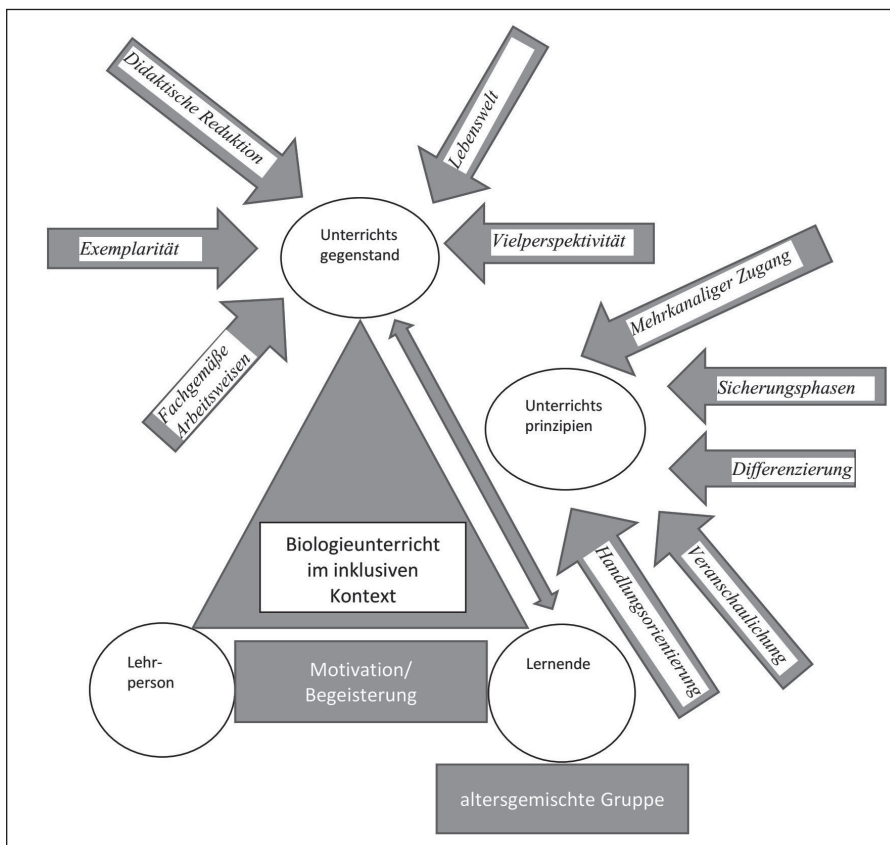 Didaktische Reduktion
Lebenswelt
Exemplarität
Unterrichts
gegenstand
Vielperspektivität
Fachgemäße
Arbeitsweisen
Mehrkanaliger Zugang
Unterrichts
prinzipien
Sicherungsphasen
Differenzierung
Handlungsorientierung
Veranschaulichung
Biologieunterricht
im inklusiven
Kontext
Lehr-
person
Motivation/
Begeisterung
Lernende
altersgemischte Gruppe